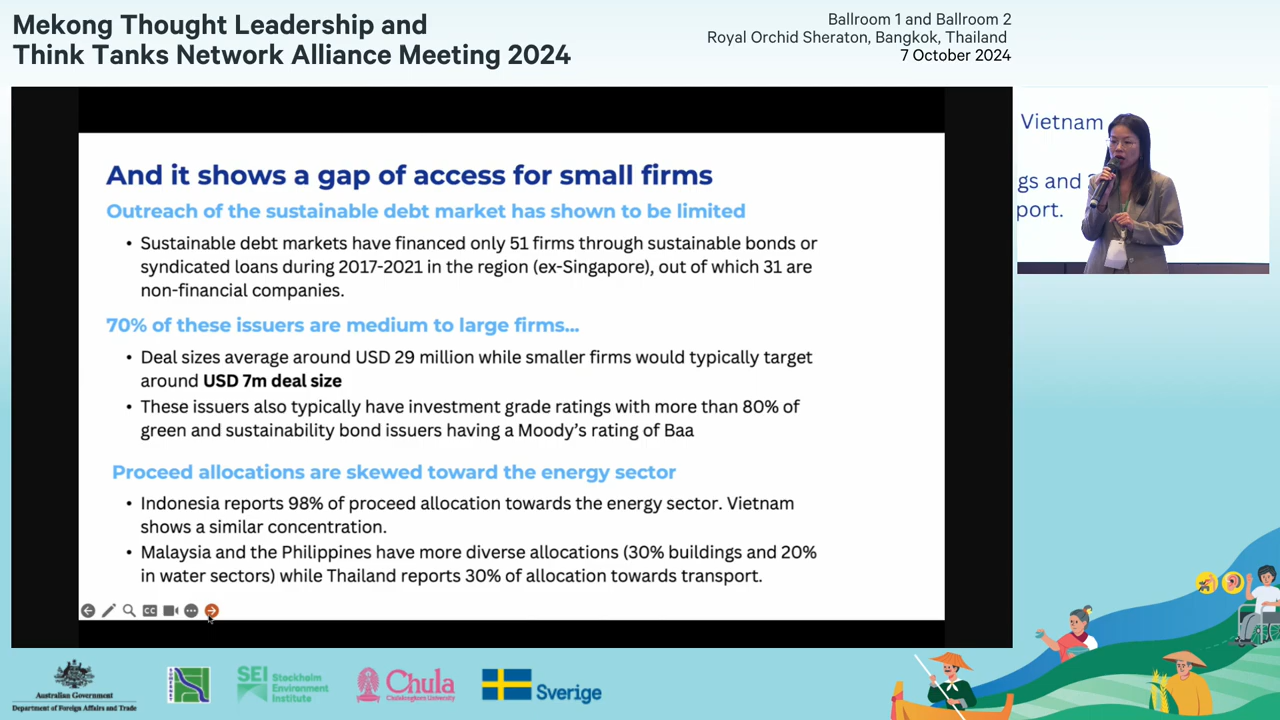 Mekong Thought Leadership and
Think Tanks Network Alliance Meeting 2024
Ballroom 1 and Ballroom 2
Royal Orchid Sheraton, Bangkok, Thailand
7 October 2024
And it shows a gap of access for small firms
Outreach of the sustainable debt market has shown to be limited
• Sustainable debt markets have financed only 51 firms through sustainable bonds or
syndicated loans during 2017-2021 in the region (ex-Singapore), out of which 31 are
non-financial companies.
70% of these issuers are medium to large firms...
• Deal sizes average around USD 29 million while smaller firms would typically target
around USD 7m deal size
• These issuers also typically have investment grade ratings with more than 80% of
green and sustainability bond issuers having a Moody's rating of Baa
Proceed allocations are skewed toward the energy sector
• Indonesia reports 98% of proceed allocation towards the energy sector. Vietnam
shows a similar concentration.
• Malaysia and the Philippines have more diverse allocations (30% buildings and 20%
in water sectors) while Thailand reports 30% of allocation towards transport.
CC
Vietnam
gs and
port.
Australian Government
Department of Foreign Affairs and Trade
SEI Stockholm
Environment
Institute
Chula
Chulalongkorn University
Sverige